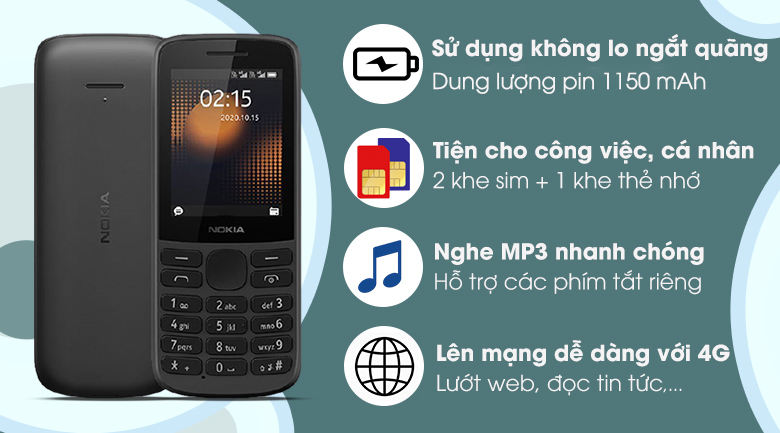 Sử dụng không lo ngắt quãng
Dung lượng pin 1150 mAh
Tiện cho công việc, cá nhân
2 khe sim + 1 khe thẻ nhớ
Nghe MP3 nhanh chóng
Hỗ trợ các phím tắt riêng
Lên mạng dễ dàng với 4G
Lướt web, đọc tin tức,...
NOKIA
02:15
2020.10.15
NOKIA
1 2 abc def 3
4 ghi 5 jkl mno 6
7 pqrs 8 tuv wxyz 9
* + 0 #